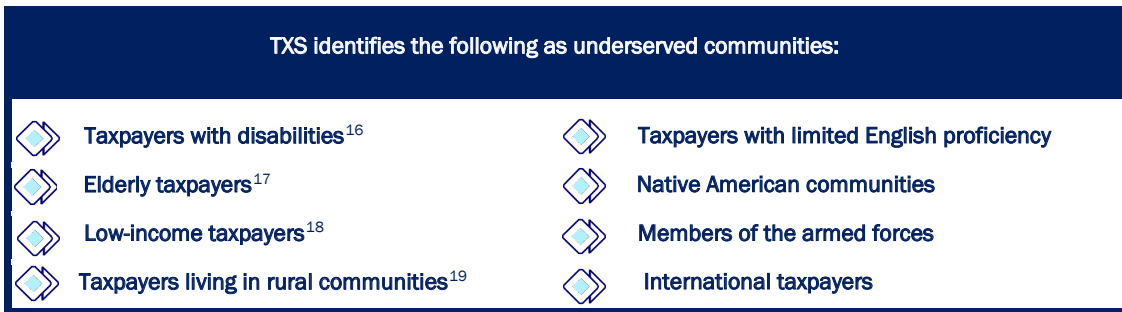 TXS identifies the following as underserved communities:
Taxpayers with disabilities16
Elderly taxpayers17
Low-income taxpayers18
Taxpayers living in rural communities19
Taxpayers with limited English proficiency
Native American communities
Members of the armed forces
International taxpayers